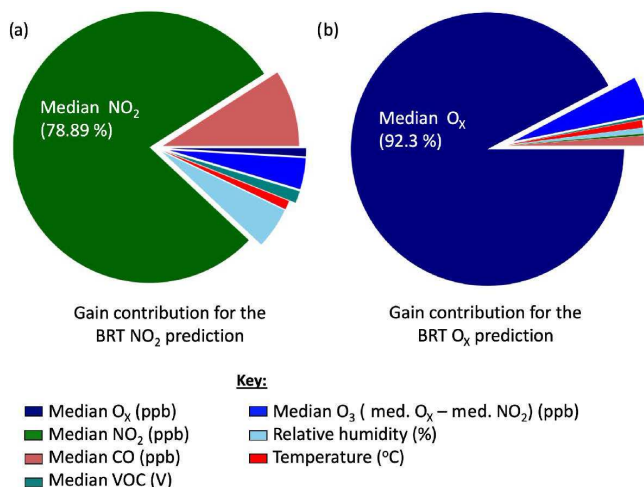 (a)
(b)
Median NO₂
(78.89 %)
Median Oₓ
(92.3 %)
Gain contribution for the
BRT NO₂ prediction
Gain contribution for the
BRT Oₓ prediction
Key:
Median Oₓ (ppb)
Median NO₂ (ppb)
Median CO (ppb)
Median VOC (V)
Median O₃ ( med. Oₓ – med. NO₂) (ppb)
Relative humidity (%)
Temperature (°C)